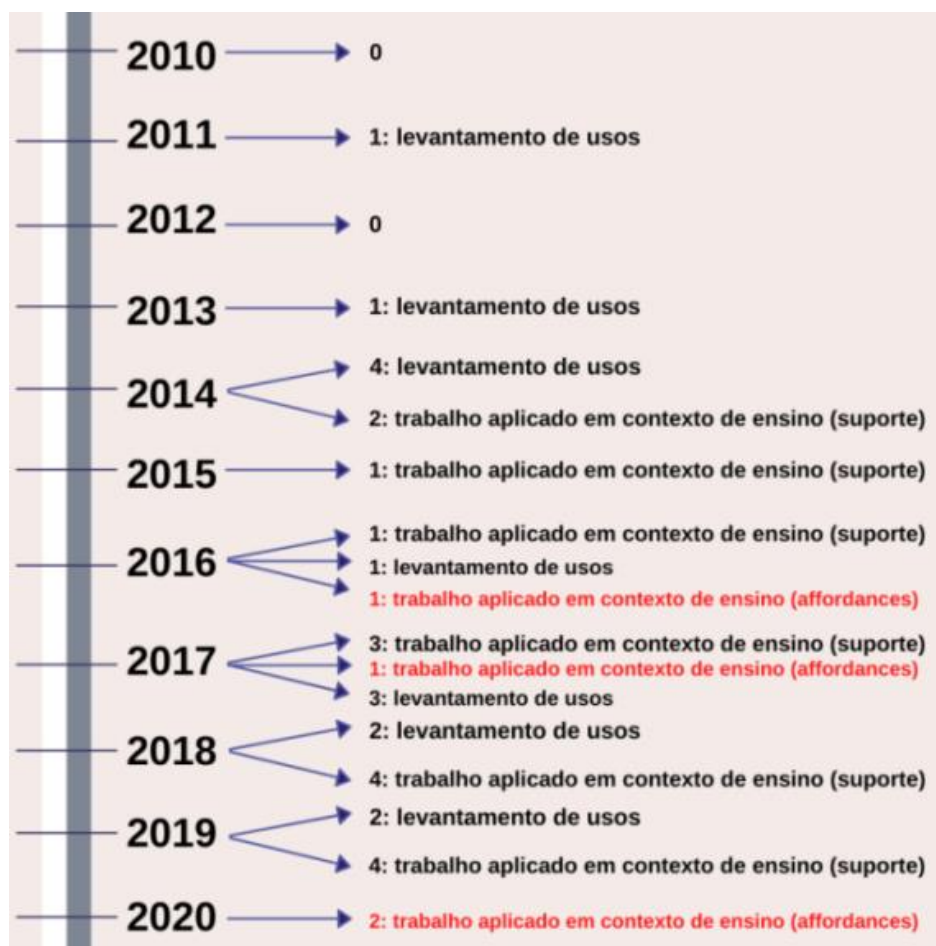 2010 0
2011 1: levantamento de usos
2012 0
2013 1: levantamento de usos
2014 4: levantamento de usos
2: trabalho aplicado em contexto de ensino (suporte)
2015 1: trabalho aplicado em contexto de ensino (suporte)
2016 1: trabalho aplicado em contexto de ensino (suporte)
1: levantamento de usos
1: trabalho aplicado em contexto de ensino (affordances)
2017 3: trabalho aplicado em contexto de ensino (suporte)
1: trabalho aplicado em contexto de ensino (affordances)
3: levantamento de usos
2018 2: levantamento de usos
4: trabalho aplicado em contexto de ensino (suporte)
2019 2: levantamento de usos
4: trabalho aplicado em contexto de ensino (suporte)
2020 2: trabalho aplicado em contexto de ensino (affordances)